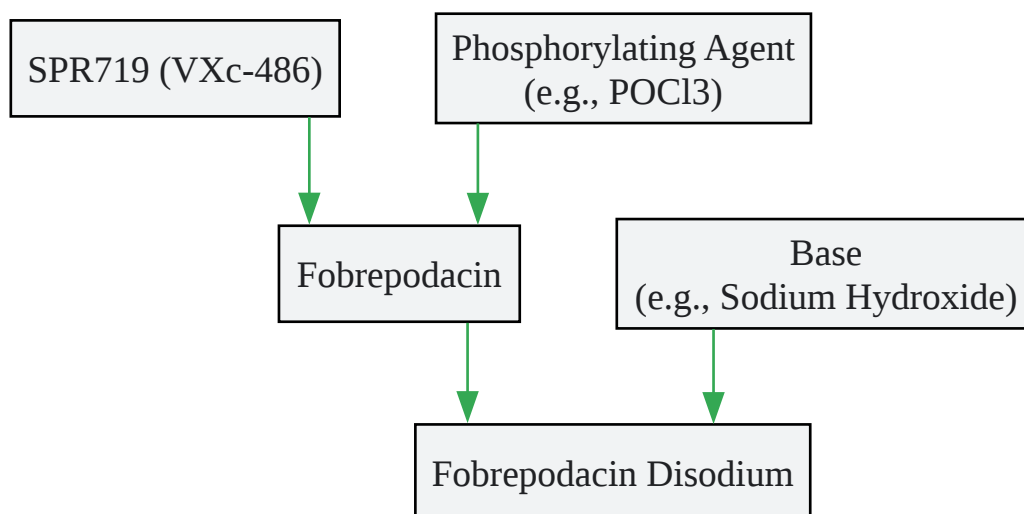 SPR719 (VXc-486)
Phosphorylating Agent
(e.g., POCl3)
Fobrepodacin
Base
(e.g., Sodium Hydroxide)
Fobrepodacin Disodium